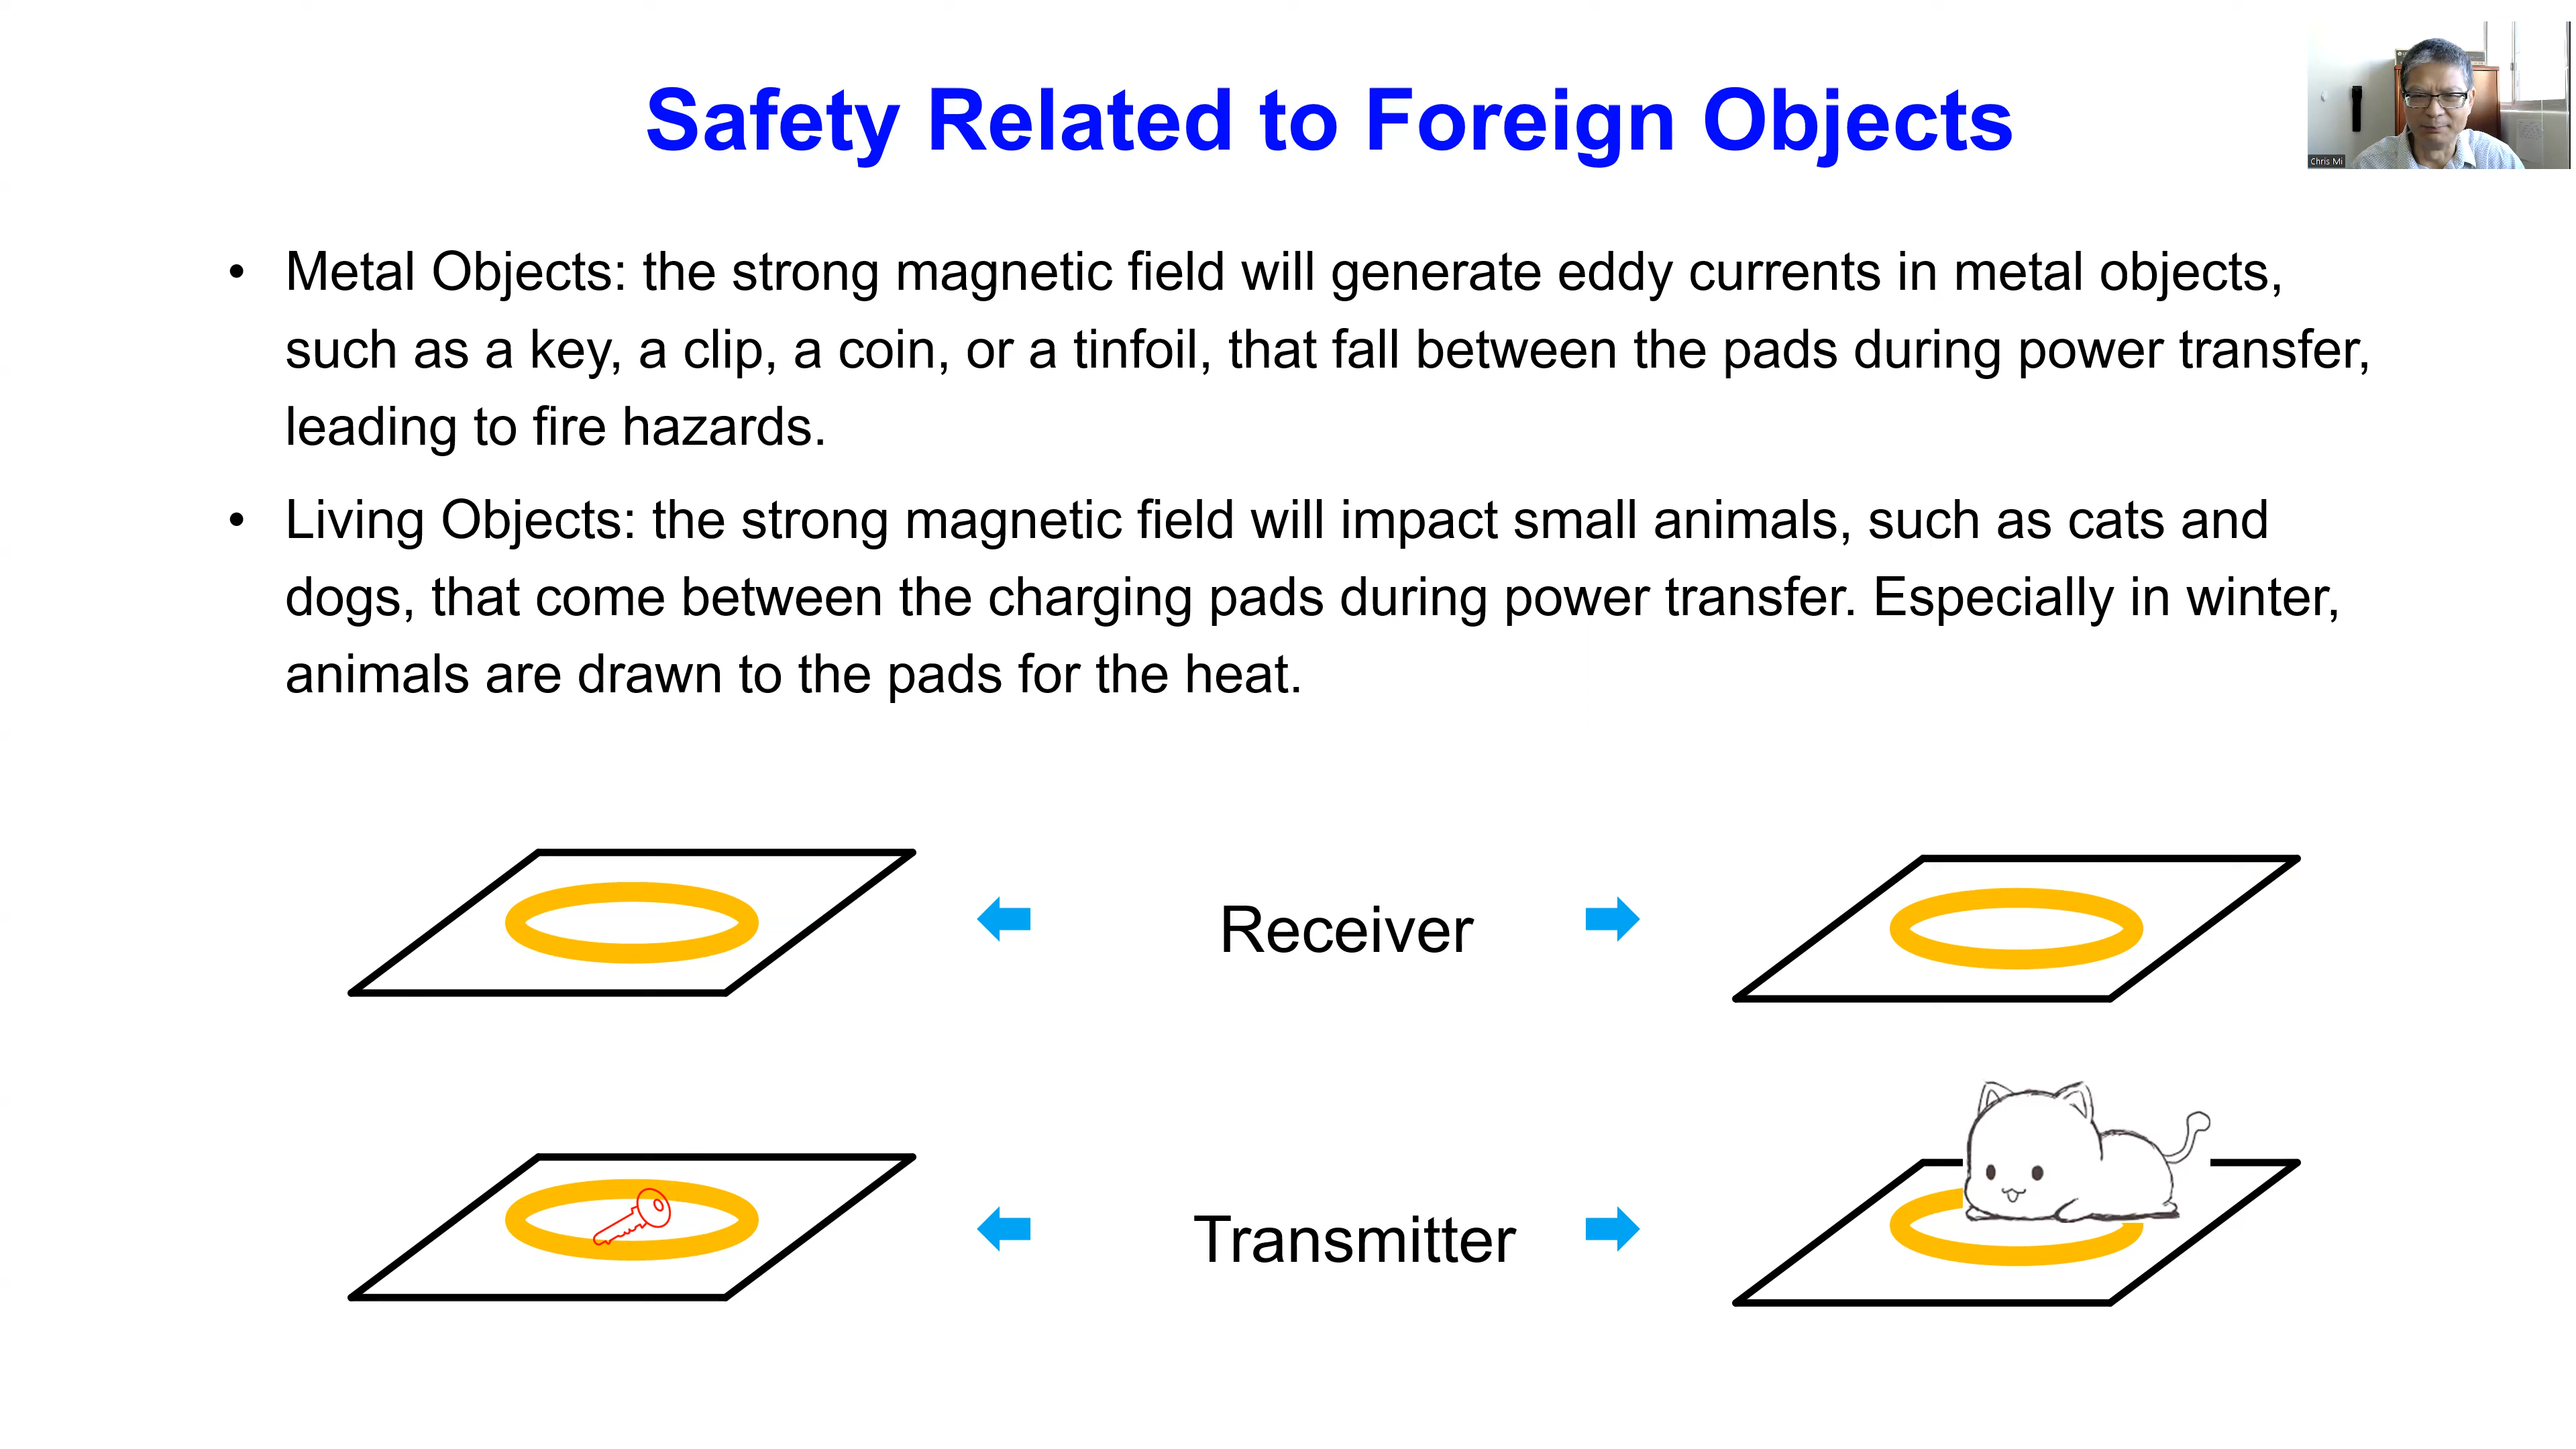 Safety Related to Foreign Objects
Chris Mi
• Metal Objects: the strong magnetic field will generate eddy currents in metal objects,
such as a key, a clip, a coin, or a tinfoil, that fall between the pads during power transfer,
leading to fire hazards.
• Living Objects: the strong magnetic field will impact small animals, such as cats and
dogs, that come between the charging pads during power transfer. Especially in winter,
animals are drawn to the pads for the heat.
Receiver
Transmitter